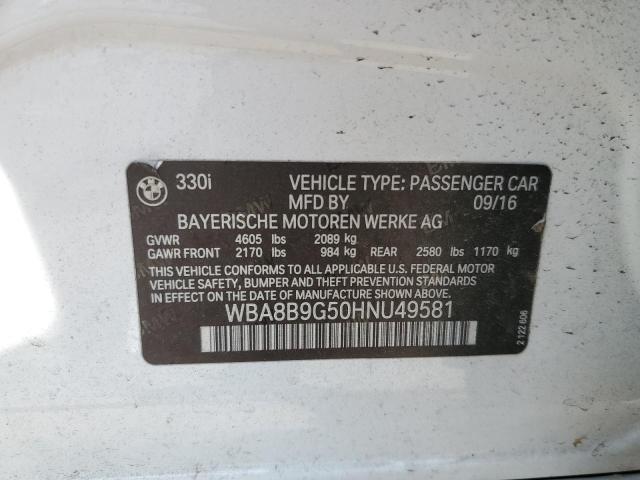 330i VEHICLE TYPE: PASSENGER CAR
MFD BY 09/16
BAYERISCHE MOTOREN WERKE AG
GVWR 4605 lbs 2089 kg
GAWR FRONT 2170 lbs 984 kg REAR 2580 lbs 1170 kg
THIS VEHICLE CONFORMS TO ALL APPLICABLE U.S. FEDERAL MOTOR
VEHICLE SAFETY, BUMPER AND THEFT PREVENTION STANDARDS
IN EFFECT ON THE DATE OF MANUFACTURE SHOWN ABOVE.
WBA8B9G50HNU49581
2 122 606